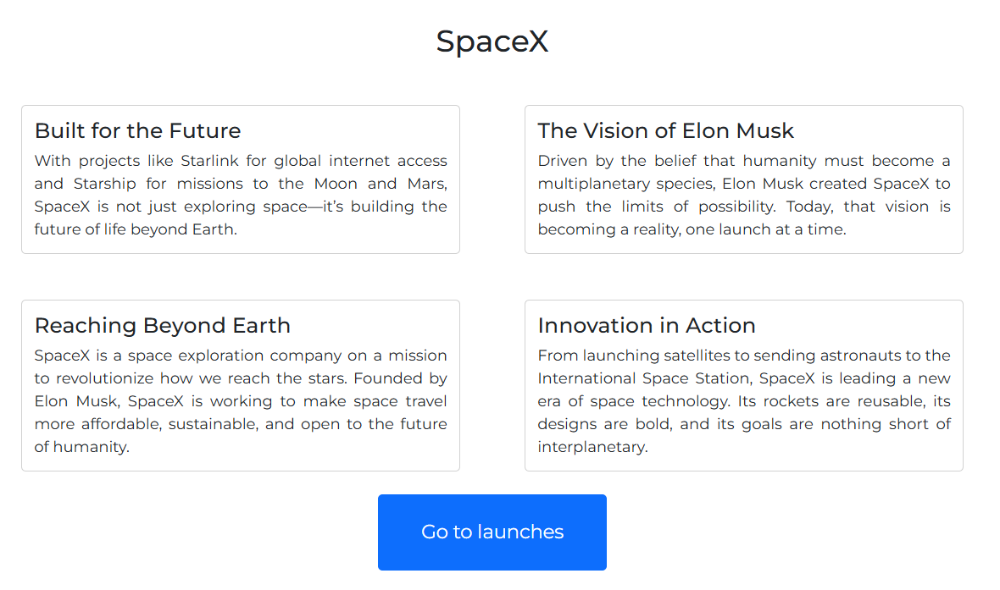 SpaceX
Built for the Future
With projects like Starlink for global internet access
and Starship for missions to the Moon and Mars,
SpaceX is not just exploring space—it’s building the
future of life beyond Earth.
The Vision of Elon Musk
Driven by the belief that humanity must become a
multiplanetary species, Elon Musk created SpaceX to
push the limits of possibility. Today, that vision is
becoming a reality, one launch at a time.
Reaching Beyond Earth
SpaceX is a space exploration company on a mission
to revolutionize how we reach the stars. Founded by
Elon Musk, SpaceX is working to make space travel
more affordable, sustainable, and open to the future
of humanity.
Innovation in Action
From launching satellites to sending astronauts to the
International Space Station, SpaceX is leading a new
era of space technology. Its rockets are reusable, its
designs are bold, and its goals are nothing short of
interplanetary.
Go to launches